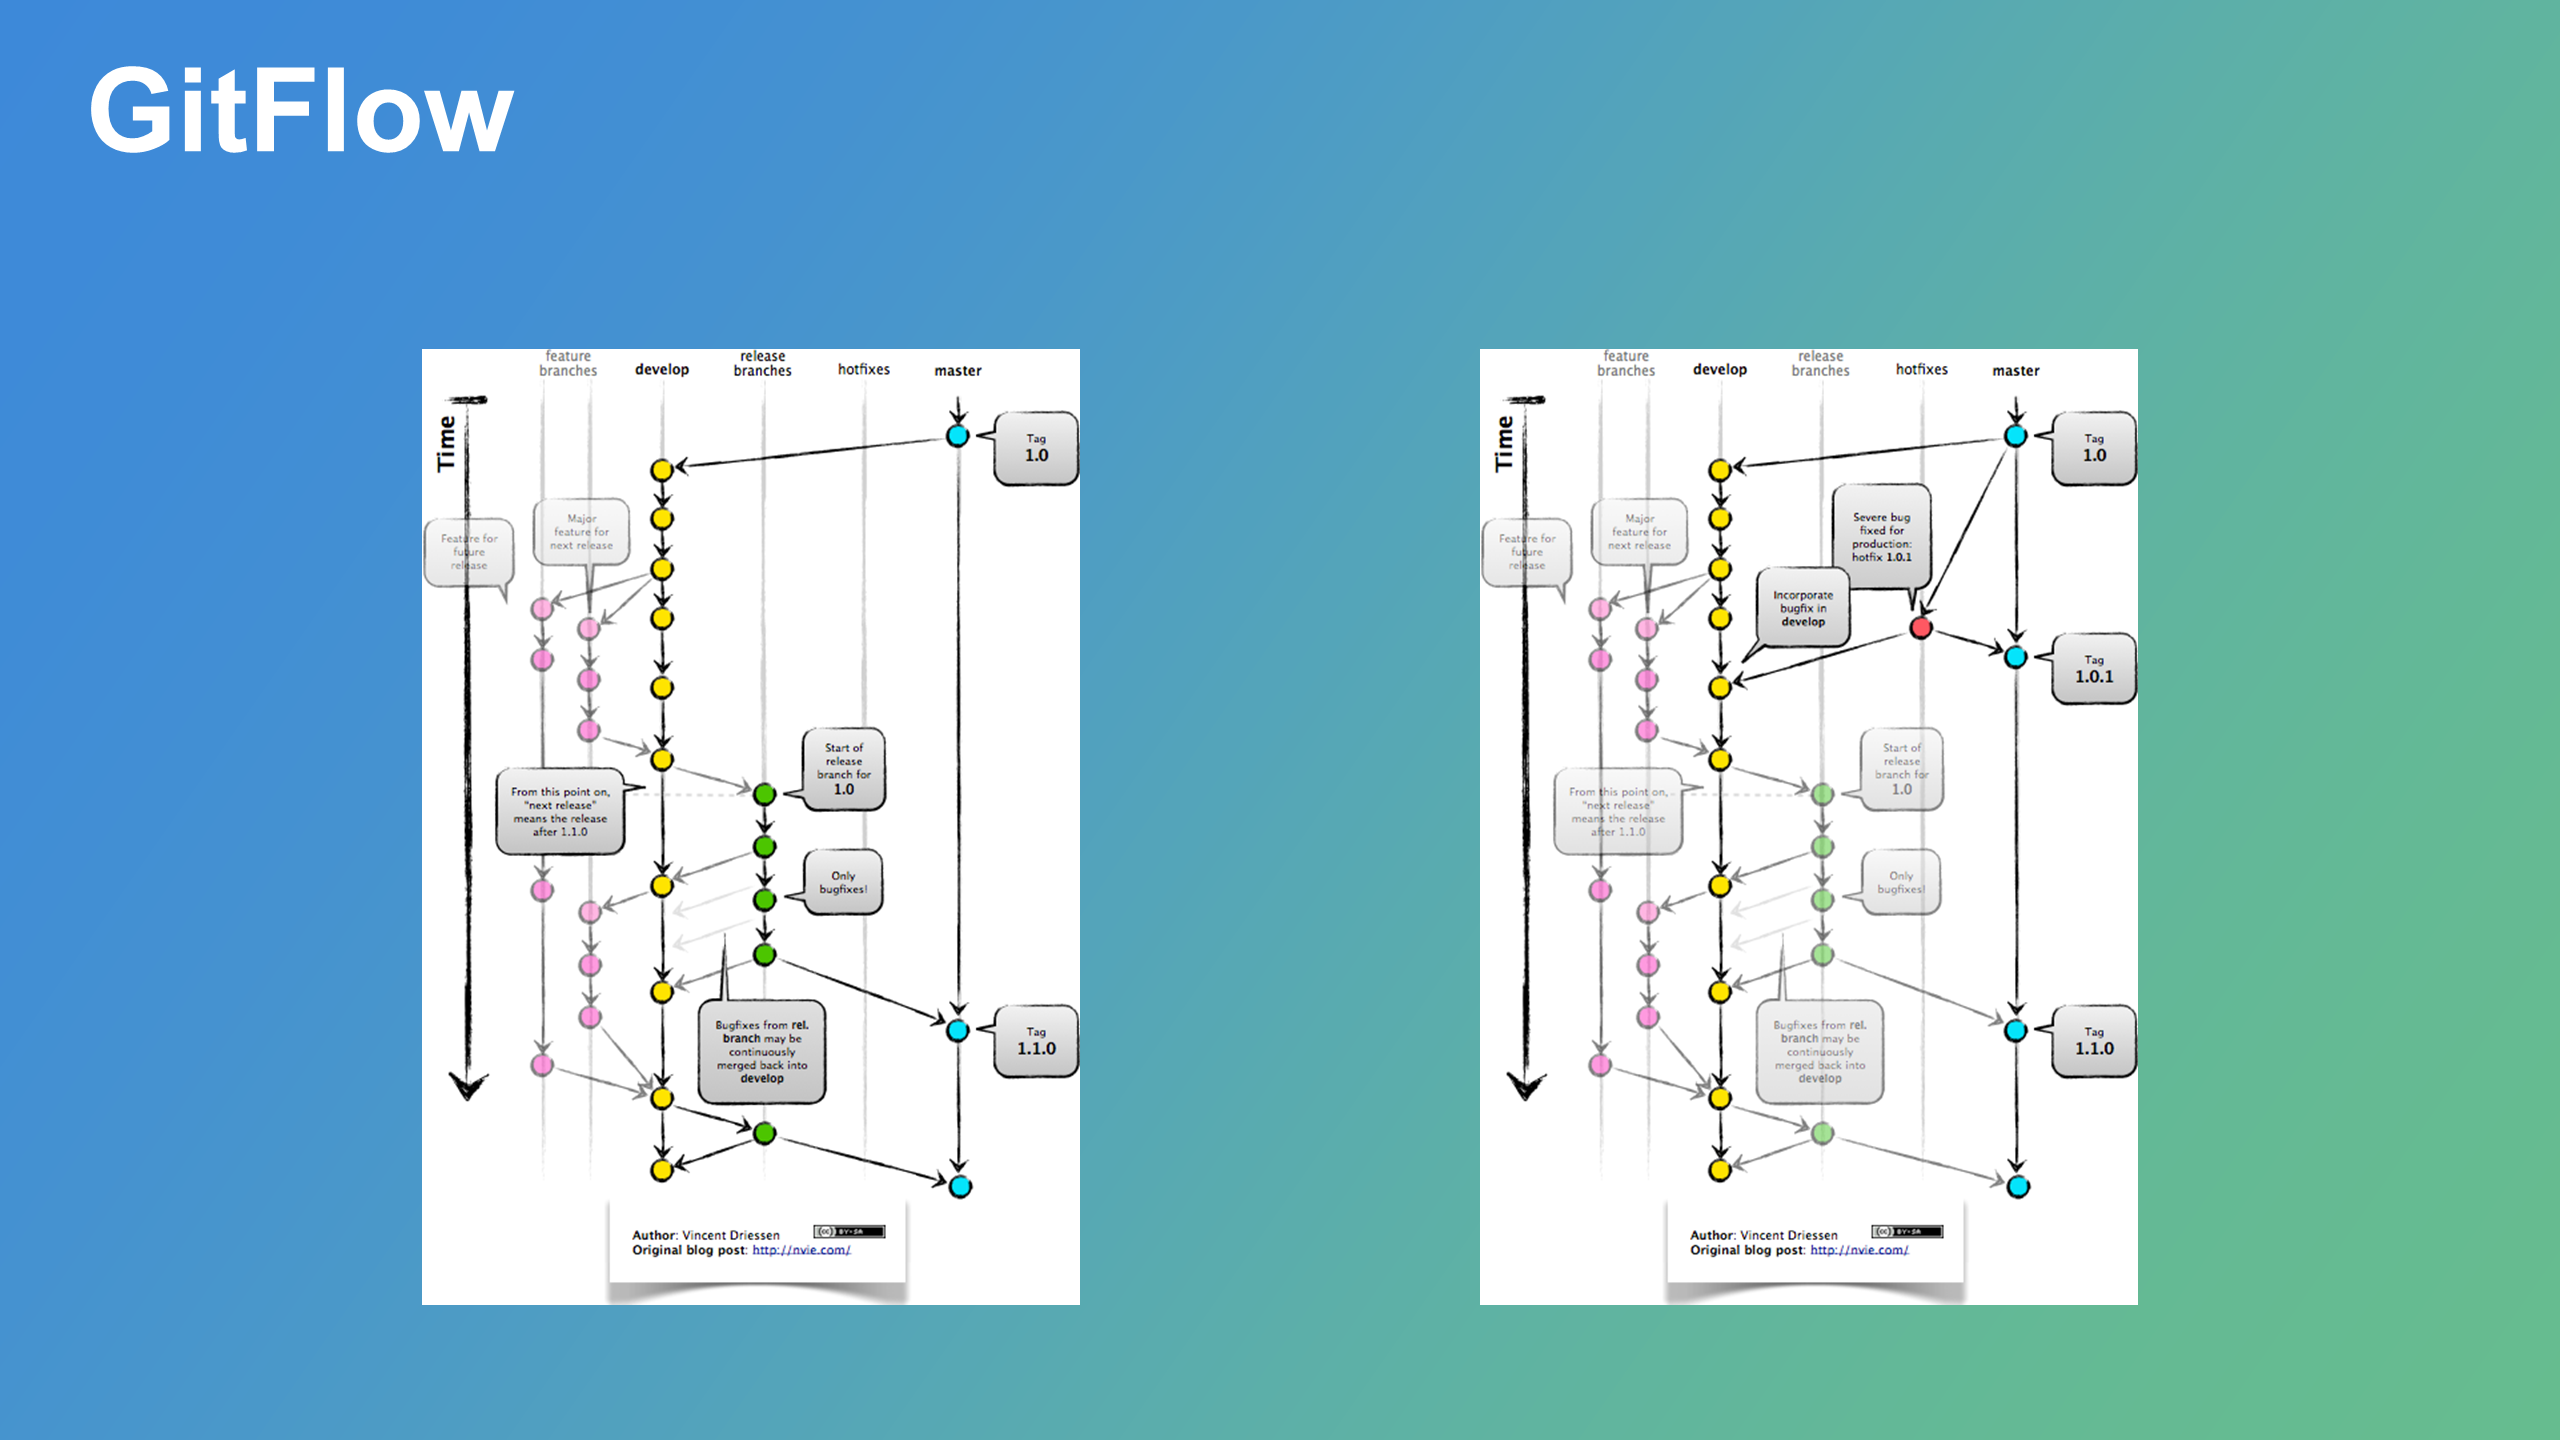 GitFlow
feature
branches
develop
release
branches
hotfixes
master
Time
Tag
1.0
Feature for
future
release
Major
feature for
next release
Start of
release
branch for
1.0
From this point on,
"next release"
means the release
after 1.1.0
Only
bugfixes!
Bugfixes from rel.
branch may be
continuously
merged back into
develop
Tag
1.1.0
Author: Vincent Driessen
(cc) BY-SA
Original blog post: http://nvie.com/
feature
branches
develop
release
branches
hotfixes
master
Time
Tag
1.0
Feature for
future
release
Major
feature for
next release
Severe bug
fixed for
production:
hotfix 1.0.1
Incorporate
bugfix in
develop
Tag
1.0.1
Start of
release
branch for
1.0
From this point on,
"next release"
means the release
after 1.1.0
Only
bugfixes!
Bugfixes from rel.
branch may be
continuously
merged back into
develop
Tag
1.1.0
Author: Vincent Driessen
(cc) BY-SA
Original blog post: http://nvie.com/